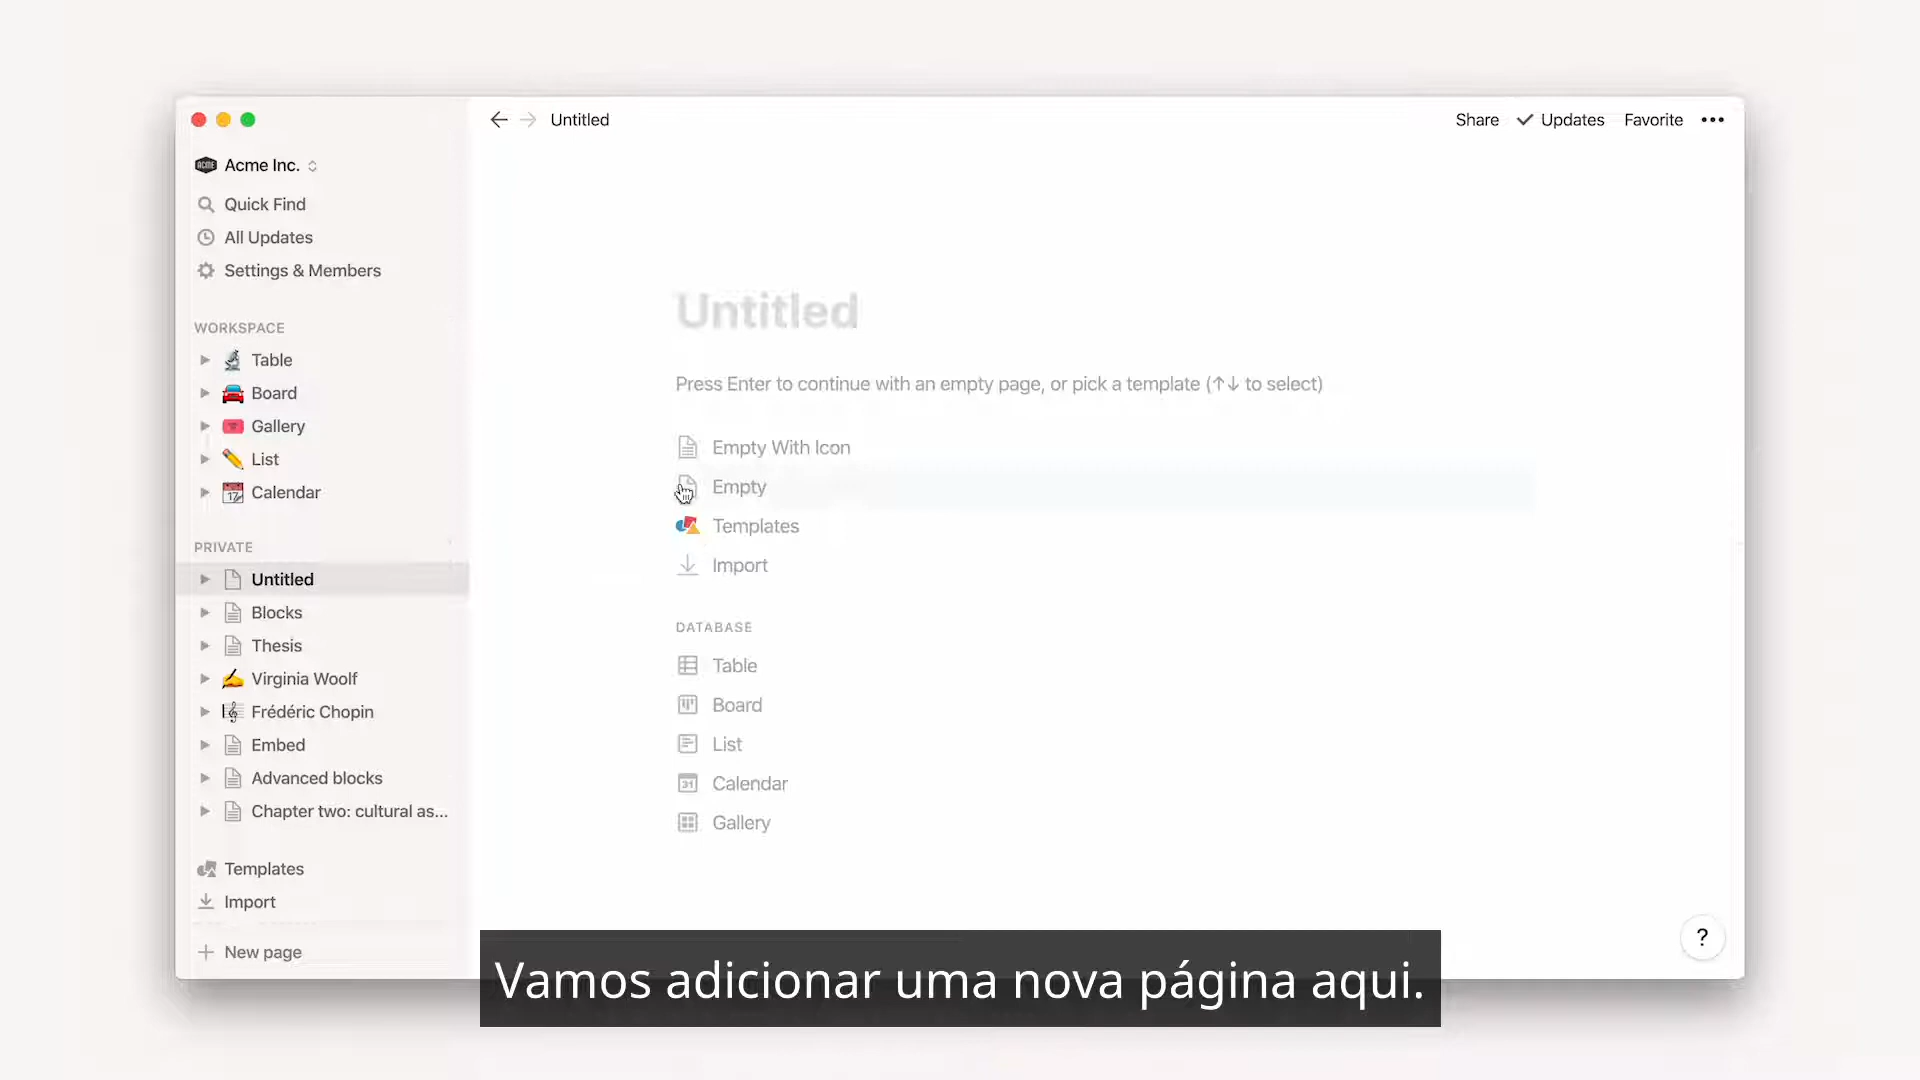 Untitled
Share
Updates
Favorite
ACME
Acme Inc.
Quick Find
All Updates
Settings & Members
WORKSPACE
Table
Board
Gallery
List
17
Calendar
PRIVATE
Untitled
Blocks
Thesis
Virginia Woolf
Frédéric Chopin
Embed
Advanced blocks
Chapter two: cultural as...
Templates
Import
New page
Untitled
Press Enter to continue with an empty page, or pick a template (↑↓ to select)
Empty With Icon
Empty
Templates
Import
DATABASE
Table
Board
List
31
Calendar
Gallery
?
Vamos adicionar uma nova página aqui.